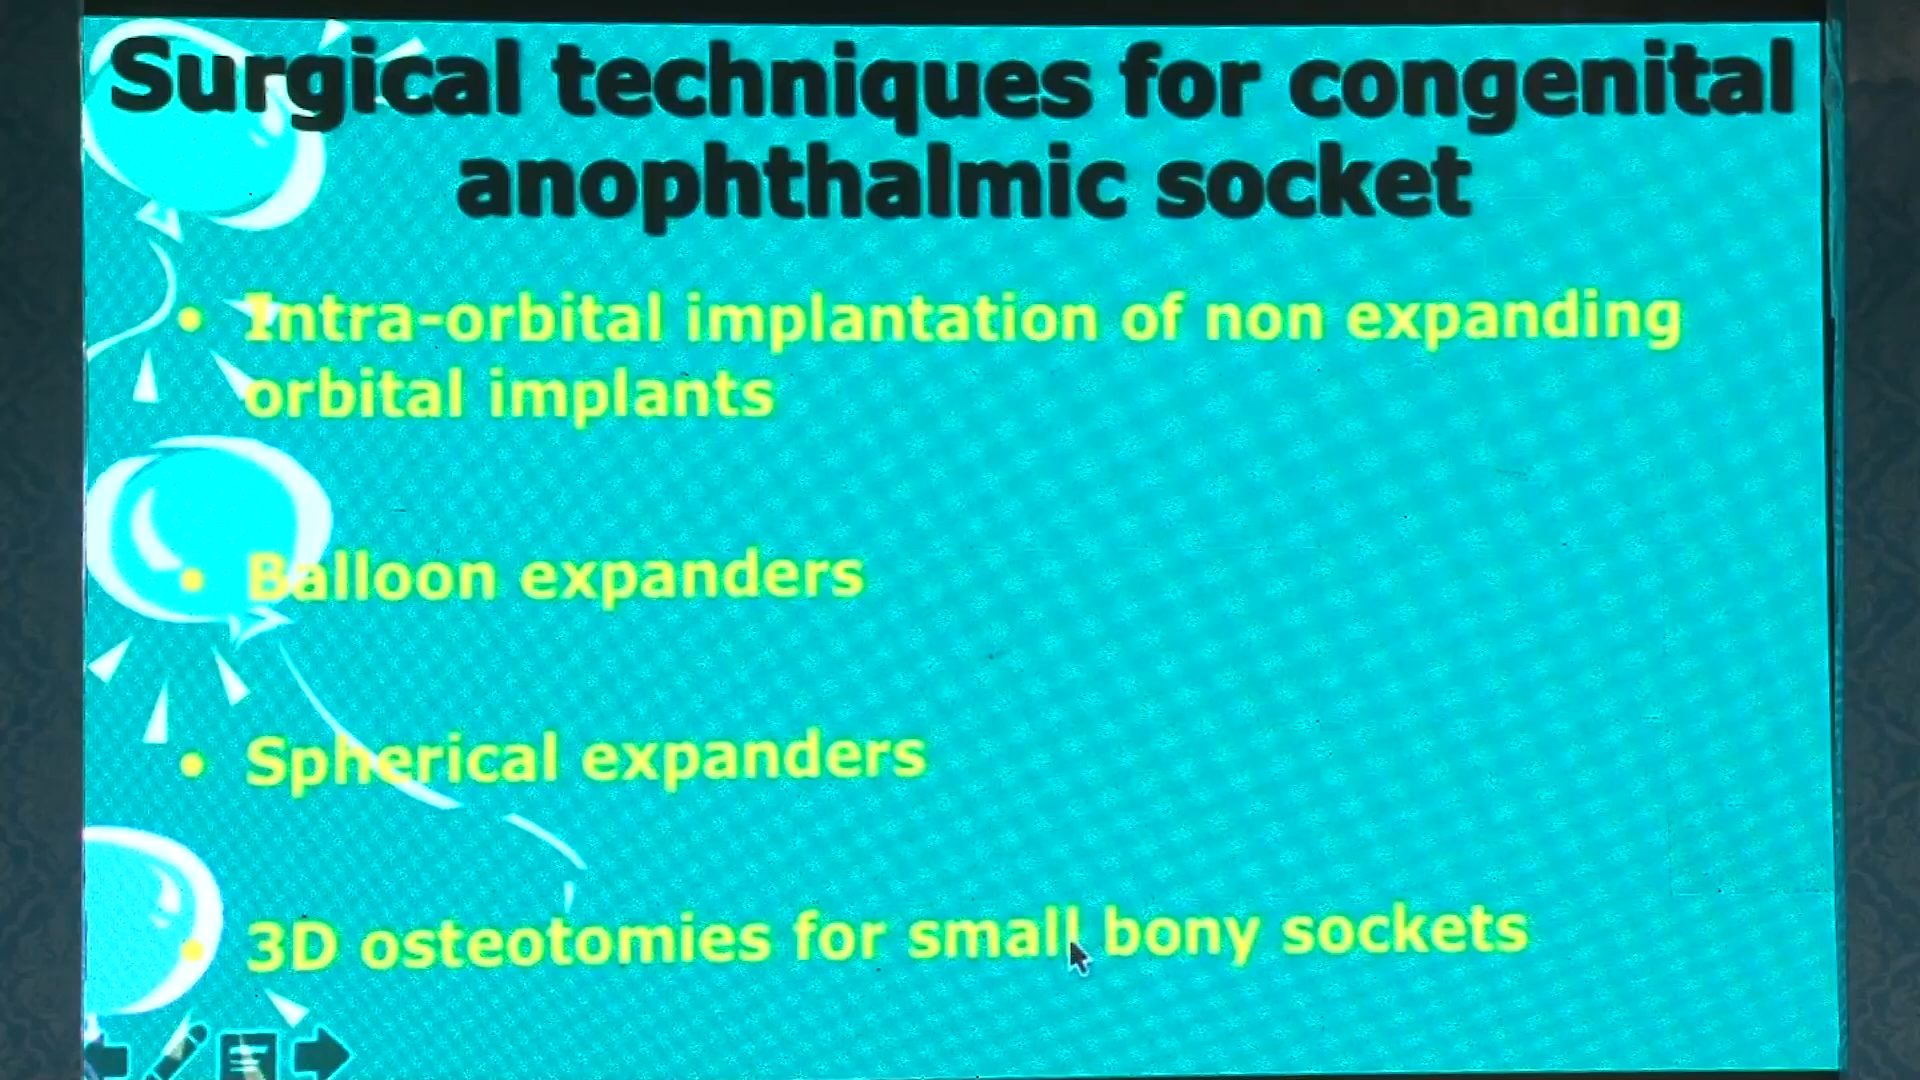 Surgical techniques for congenital
anophthalmic socket
• Intra-orbital implantation of non expanding
orbital implants
• Balloon expanders
• Spherical expanders
• 3D osteotomies for small bony sockets